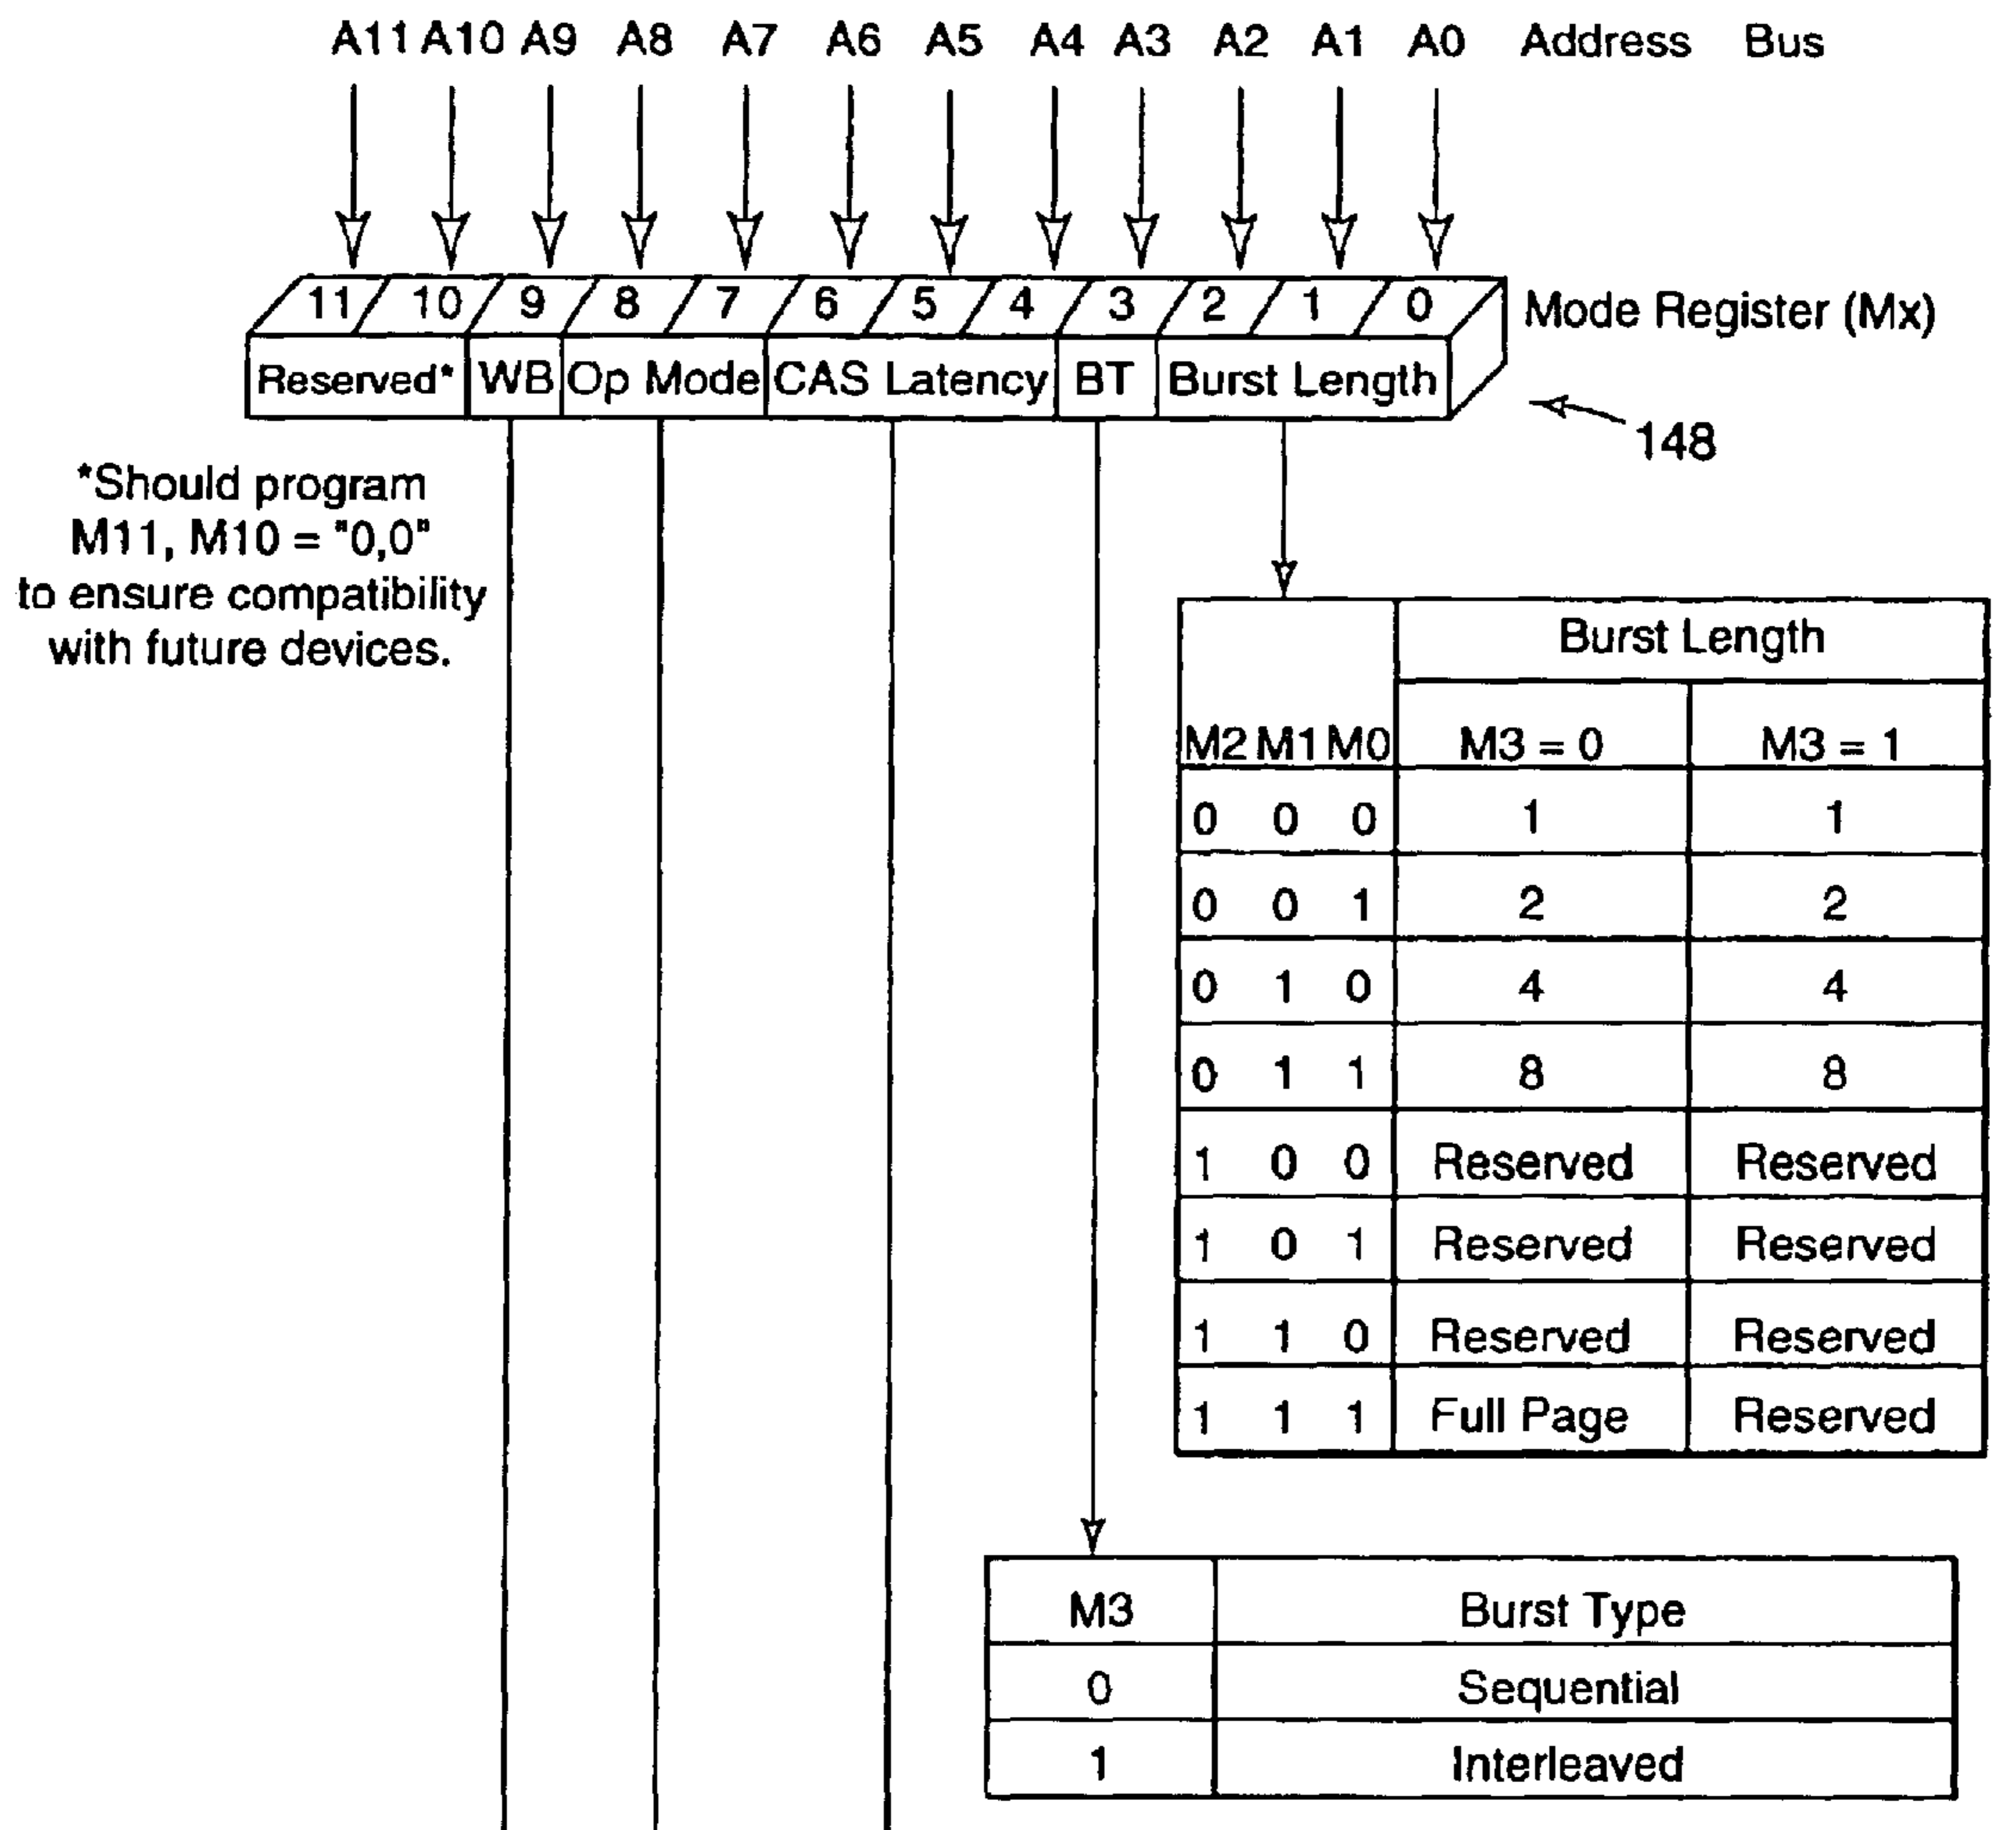 A11 A10 A9 A8 A7 A6 A5 A4 A3 A2 A1 A0 Address Bus
11 10 9 8 7 6 5 4 3 2 1 0 Mode Register (Mx)
Reserved* WB Op Mode CAS Latency BT Burst Length
148
*Should program
M11, M10 = "0,0"
to ensure compatibility
with future devices.
Burst Length
M2 M1 M0 M3 = 0 M3 = 1
0 0 0 1 1
0 0 1 2 2
0 1 0 4 4
0 1 1 8 8
1 0 0 Reserved Reserved
1 0 1 Reserved Reserved
1 1 0 Reserved Reserved
1 1 1 Full Page Reserved
M3 Burst Type
0 Sequential
1 Interleaved